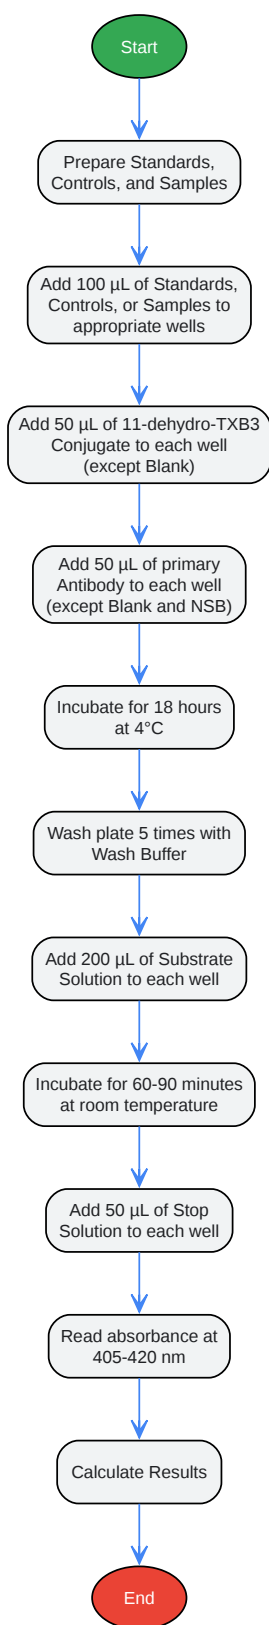 Start
Prepare Standards,
Controls, and Samples
Add 100 µL of Standards,
Controls, or Samples to
appropriate wells
Add 50 µL of 11-dehydro-TXB3
Conjugate to each well
(except Blank)
Add 50 µL of primary
Antibody to each well
(except Blank and NSB)
Incubate for 18 hours
at 4°C
Wash plate 5 times with
Wash Buffer
Add 200 µL of Substrate
Solution to each well
Incubate for 60-90 minutes
at room temperature
Add 50 µL of Stop
Solution to each well
Read absorbance at
405-420 nm
Calculate Results
End